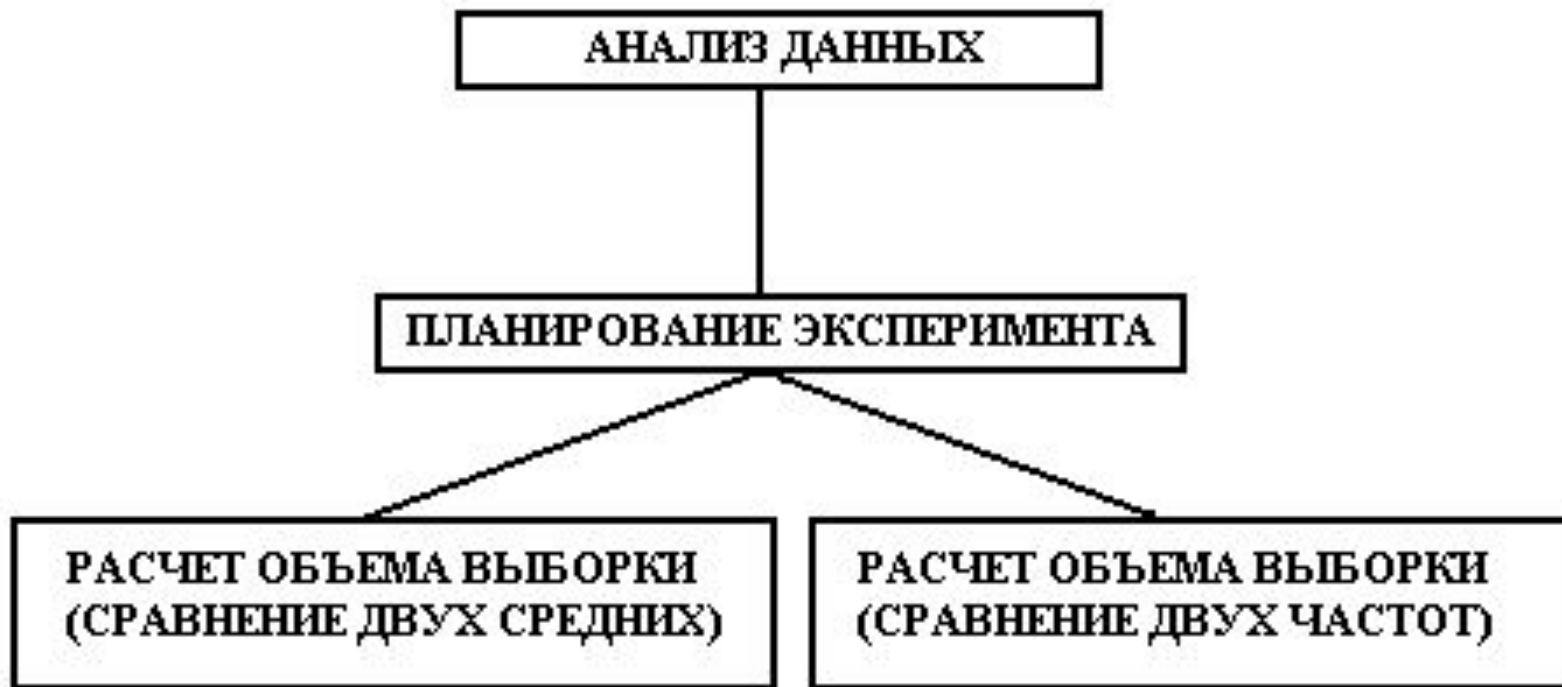 АНАЛИЗ ДАННЫХ
ПЛАНИРОВАНИЕ ЭКСПЕРИМЕНТА
РАСЧЕТ ОБЪЕМА ВЫБОРКИ
(СРАВНЕНИЕ ДВУХ СРЕДНИХ)
РАСЧЕТ ОБЪЕМА ВЫБОРКИ
(СРАВНЕНИЕ ДВУХ ЧАСТОТ)